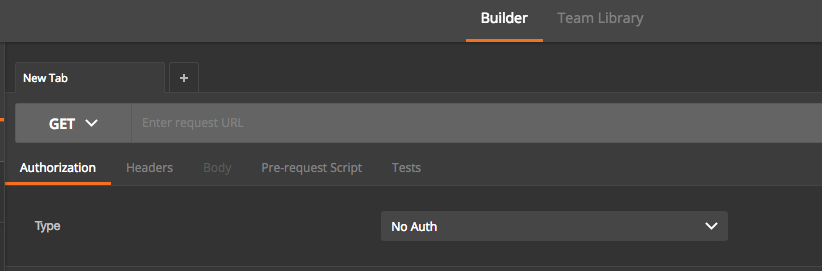 Builder Team Library
New Tab +
GET Enter request URL
Authorization Headers Body Pre-request Script Tests
Type No Auth